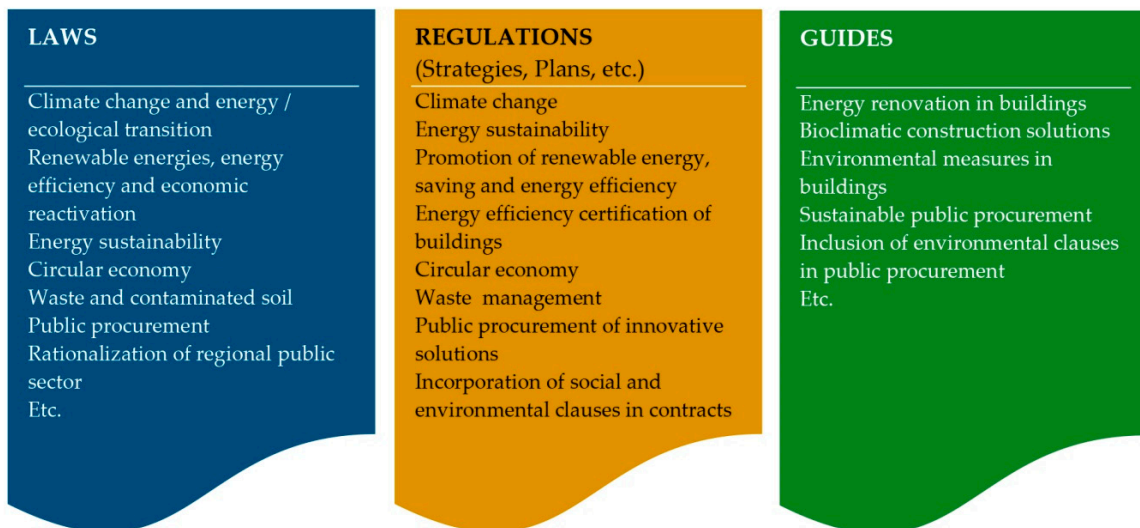 LAWS
Climate change and energy /
ecological transition
Renewable energies, energy
efficiency and economic
reactivation
Energy sustainability
Circular economy
Waste and contaminated soil
Public procurement
Rationalization of regional public
sector
Etc.
REGULATIONS
(Strategies, Plans, etc.)
Climate change
Energy sustainability
Promotion of renewable energy,
saving and energy efficiency
Energy efficiency certification of
buildings
Circular economy
Waste management
Public procurement of innovative
solutions
Incorporation of social and
environmental clauses in contracts
GUIDES
Energy renovation in buildings
Bioclimatic construction solutions
Environmental measures in
buildings
Sustainable public procurement
Inclusion of environmental clauses
in public procurement
Etc.